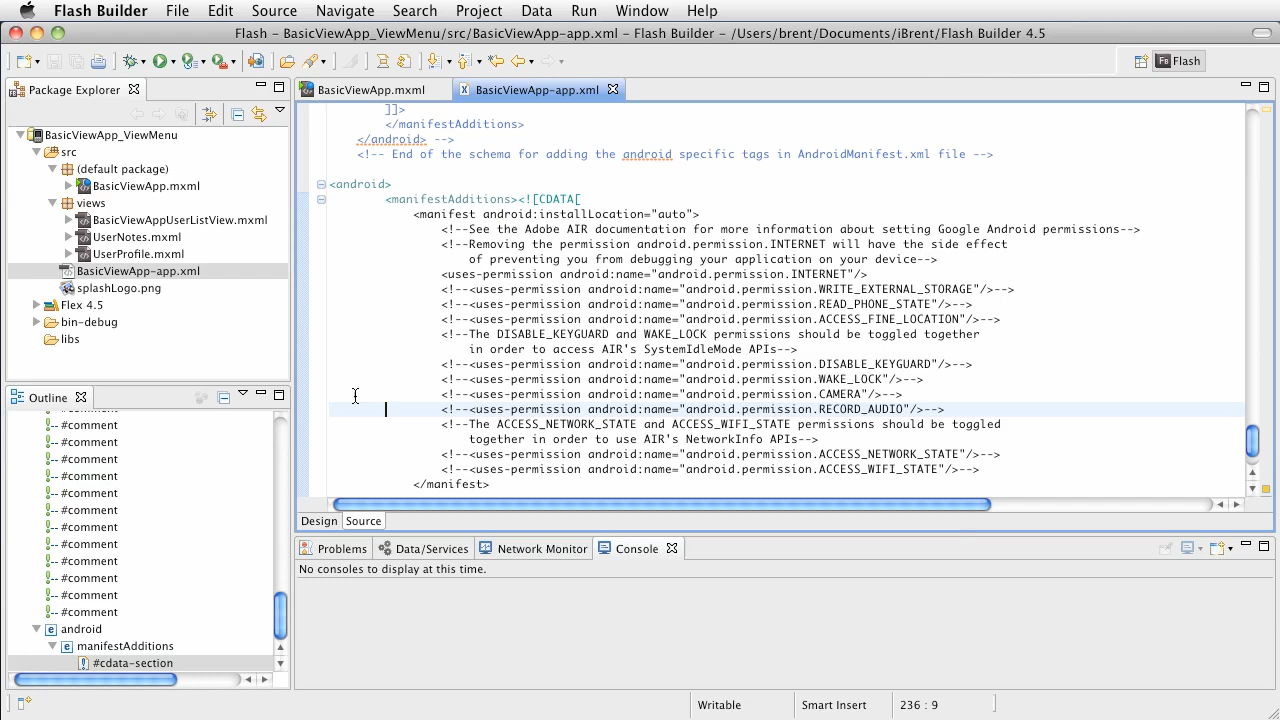 Flash Builder File Edit Source Navigate Search Project Data Run Window Help
Flash – BasicViewApp_ViewMenu/src/BasicViewApp-app.xml – Flash Builder – /Users/brent/Documents/iBrent/Flash Builder 4.5
Fb Flash
Package Explorer
BasicViewApp_ViewMenu
src
(default package)
BasicViewApp.mxml
views
BasicViewAppUserListView.mxml
UserNotes.mxml
UserProfile.mxml
BasicViewApp-app.xml
splashLogo.png
Flex 4.5
bin-debug
libs
Outline
#comment
#comment
#comment
#comment
#comment
#comment
#comment
#comment
#comment
#comment
#comment
#comment
#comment
android
manifestAdditions
#cdata-section
BasicViewApp.mxml BasicViewApp-app.xml
]]>
</manifestAdditions>
</android> -->
<!-- End of the schema for adding the android specific tags in AndroidManifest.xml file -->
<android>
<manifestAdditions><![CDATA[
<manifest android:installLocation="auto">
<!--See the Adobe AIR documentation for more information about setting Google Android permissions-->
<!--Removing the permission android.permission.INTERNET will have the side effect
of preventing you from debugging your application on your device-->
<uses-permission android:name="android.permission.INTERNET"/>
<!--<uses-permission android:name="android.permission.WRITE_EXTERNAL_STORAGE"/>-->
<!--<uses-permission android:name="android.permission.READ_PHONE_STATE"/>-->
<!--<uses-permission android:name="android.permission.ACCESS_FINE_LOCATION"/>-->
<!--The DISABLE_KEYGUARD and WAKE_LOCK permissions should be toggled together
in order to access AIR's SystemIdleMode APIs-->
<!--<uses-permission android:name="android.permission.DISABLE_KEYGUARD"/>-->
<!--<uses-permission android:name="android.permission.WAKE_LOCK"/>-->
<!--<uses-permission android:name="android.permission.CAMERA"/>-->
<!--<uses-permission android:name="android.permission.RECORD_AUDIO"/>-->
<!--The ACCESS_NETWORK_STATE and ACCESS_WIFI_STATE permissions should be toggled
together in order to use AIR's NetworkInfo APIs-->
<!--<uses-permission android:name="android.permission.ACCESS_NETWORK_STATE"/>-->
<!--<uses-permission android:name="android.permission.ACCESS_WIFI_STATE"/>-->
</manifest>
Design Source
Problems Data/Services Network Monitor Console
No consoles to display at this time.
Writable Smart Insert 236 : 9